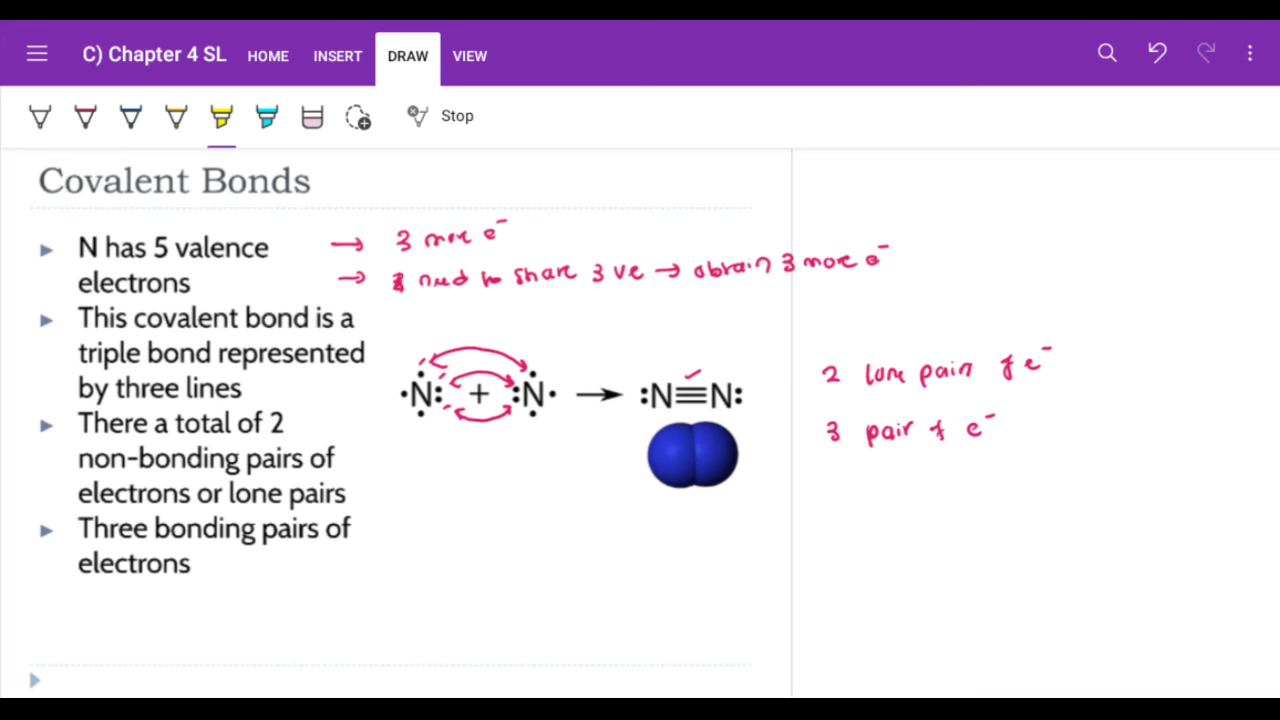 C) Chapter 4 SL HOME INSERT DRAW VIEW
Stop
Covalent Bonds
N has 5 valence
electrons
→ 3 more e⁻
→ need to share 3 ve → obtain 3 more e⁻
This covalent bond is a
triple bond represented
by three lines
There a total of 2
non-bonding pairs of
electrons or lone pairs
Three bonding pairs of
electrons
·N: + :N· → :N≡N:
2 lone pair of e⁻
3 pair of e⁻